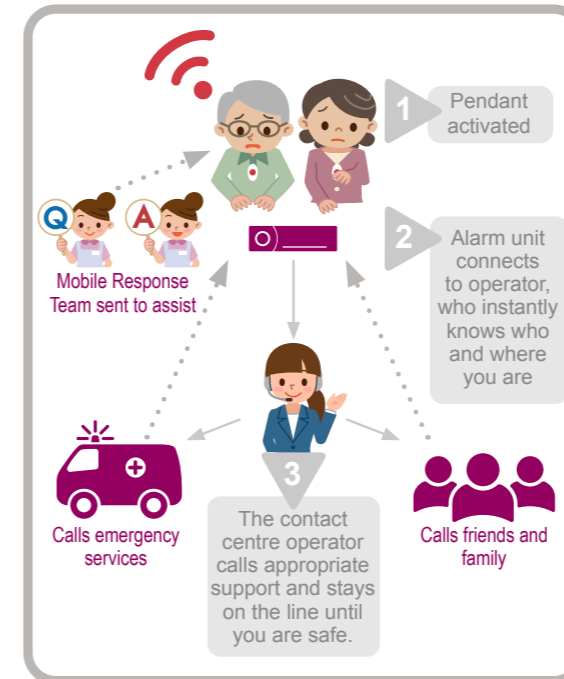 1
Pendant
activated
Q A
Mobile Response
Team sent to assist
2
Alarm unit
connects
to operator,
who instantly
knows who
and where
you are
3
The contact
centre operator
calls appropriate
support and stays
on the line until
you are safe.
Calls emergency
services
Calls friends and
family